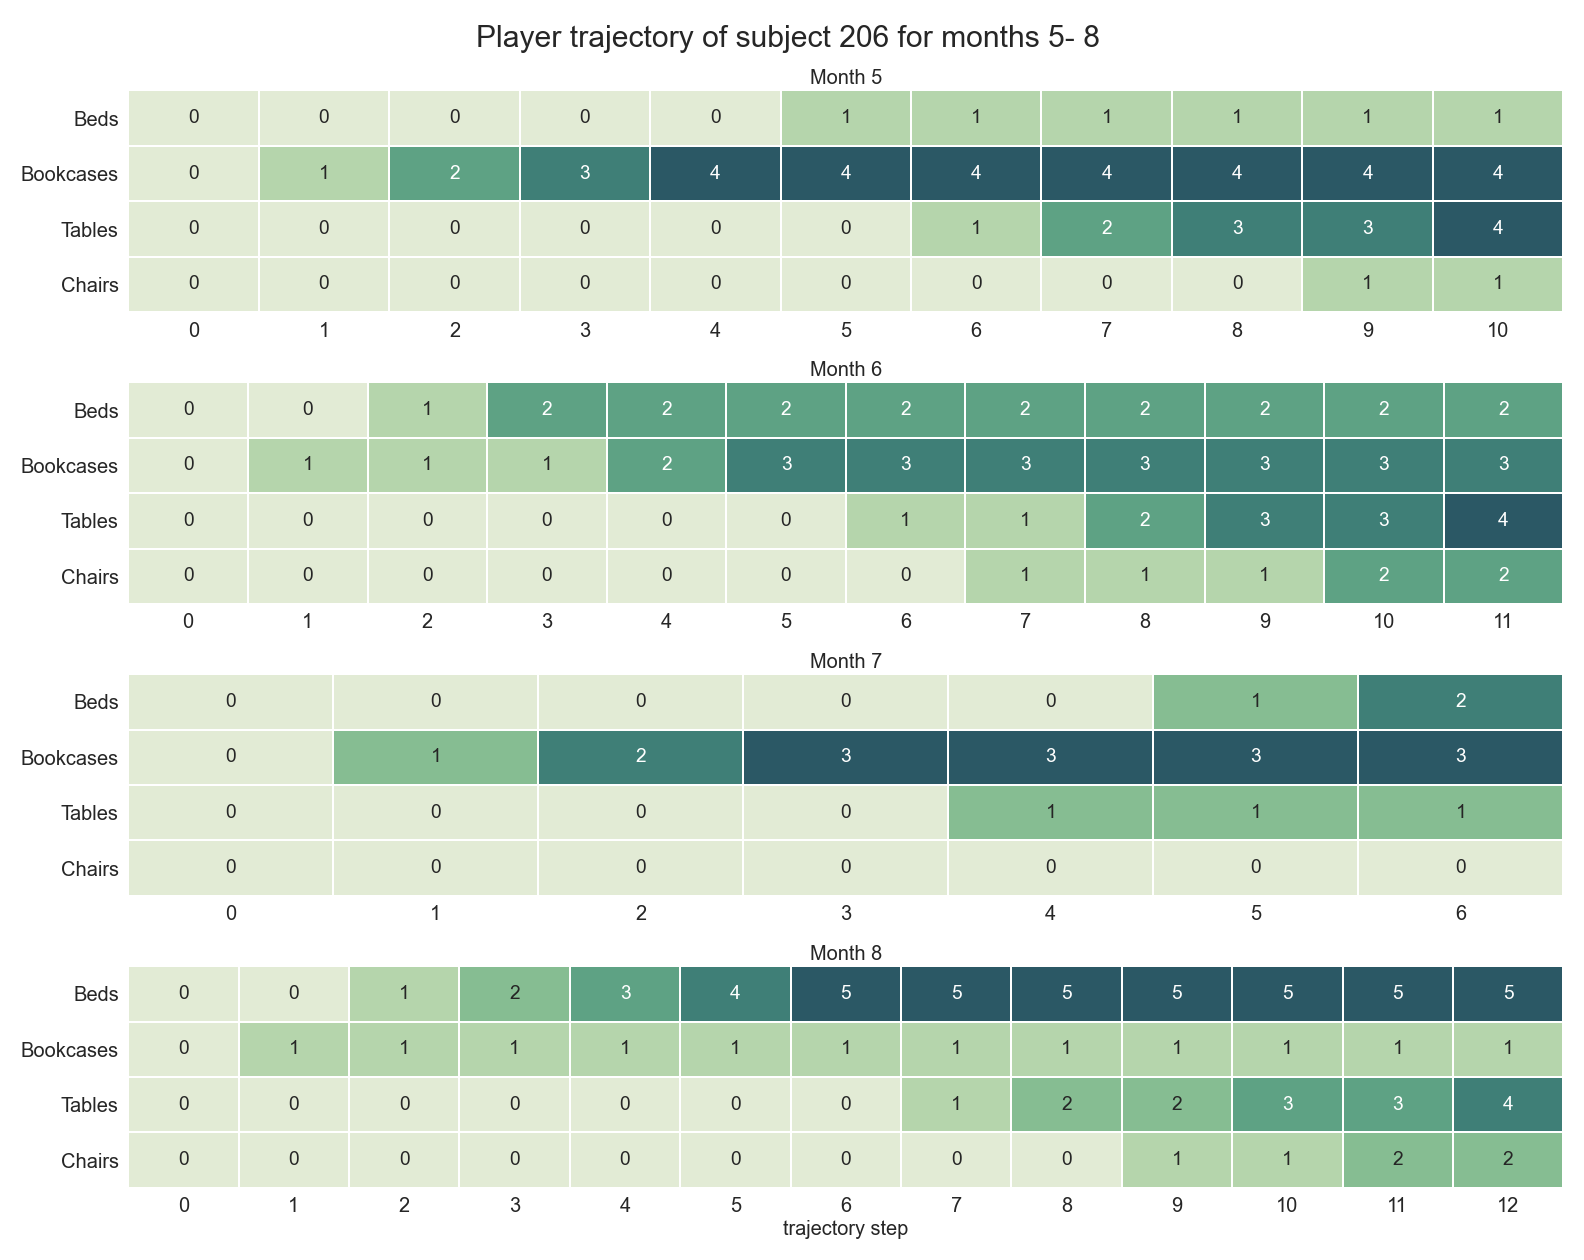 Player trajectory of subject 206 for months 5- 8
Month 5
Beds 0 0 0 0 0 1 1 1 1 1 1
Bookcases 0 1 2 3 4 4 4 4 4 4 4
Tables 0 0 0 0 0 0 1 2 3 3 4
Chairs 0 0 0 0 0 0 0 0 0 1 1
0 1 2 3 4 5 6 7 8 9 10
Month 6
Beds 0 0 1 2 2 2 2 2 2 2 2 2
Bookcases 0 1 1 1 2 3 3 3 3 3 3 3
Tables 0 0 0 0 0 0 1 1 2 3 3 4
Chairs 0 0 0 0 0 0 0 1 1 1 2 2
0 1 2 3 4 5 6 7 8 9 10 11
Month 7
Beds 0 0 0 0 0 1 2
Bookcases 0 1 2 3 3 3 3
Tables 0 0 0 0 1 1 1
Chairs 0 0 0 0 0 0 0
0 1 2 3 4 5 6
Month 8
Beds 0 0 1 2 3 4 5 5 5 5 5 5 5
Bookcases 0 1 1 1 1 1 1 1 1 1 1 1 1
Tables 0 0 0 0 0 0 0 1 2 2 3 3 4
Chairs 0 0 0 0 0 0 0 0 0 1 1 2 2
0 1 2 3 4 5 6 7 8 9 10 11 12
trajectory step